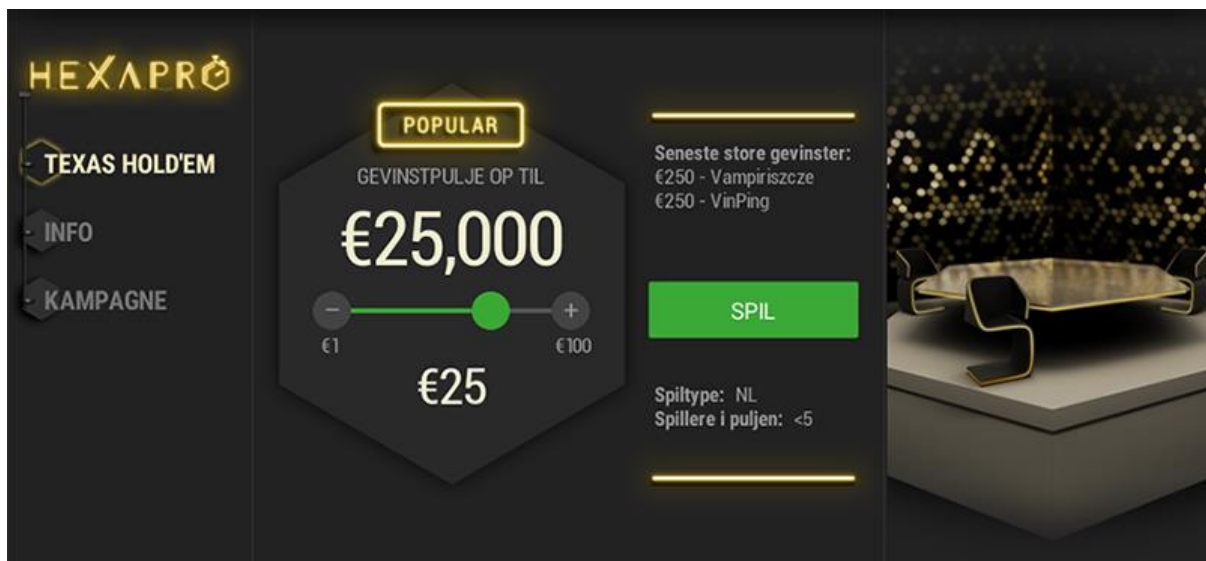 HEXAPRO
TEXAS HOLD'EM
INFO
KAMPAGNE
POPULAR
GEVINSTPULJE OP TIL
€25,000
− +
€1 €100
€25
Seneste store gevinster:
€250 - Vampiriszcze
€250 - VinPing
SPIL
Spiltype: NL
Spillere i puljen: <5